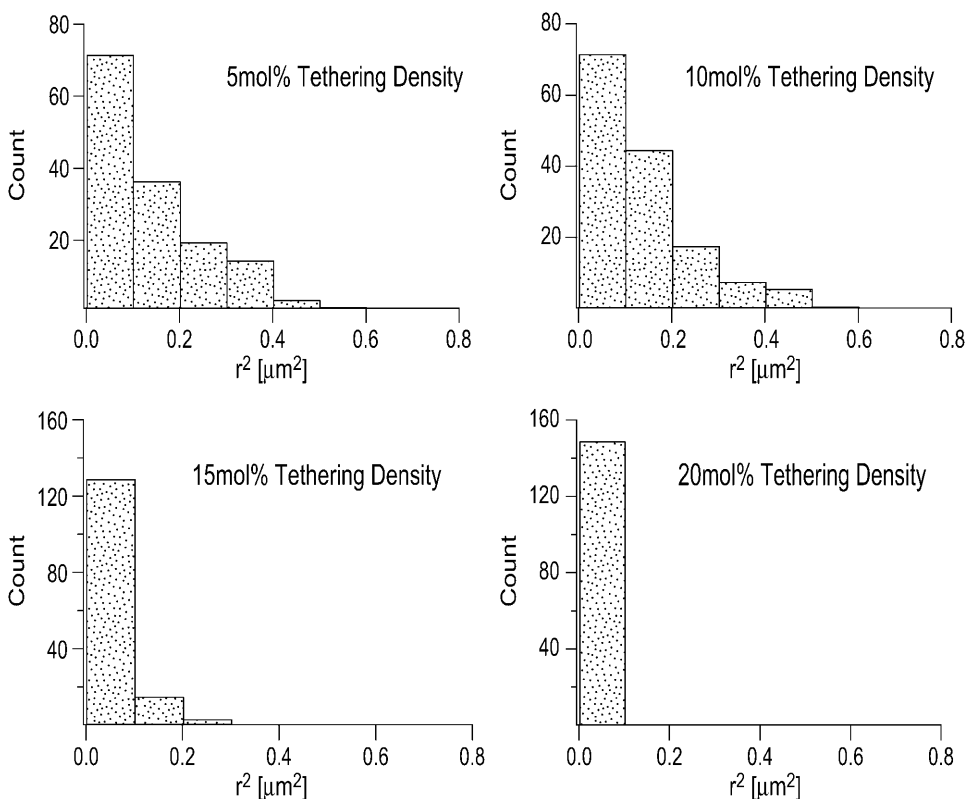 80
60
40
20
Count
5mol% Tethering Density
0.0 0.2 0.4 0.6 0.8
r² [μm²]
80
60
40
20
Count
10mol% Tethering Density
0.0 0.2 0.4 0.6 0.8
r² [μm²]
160
120
80
40
Count
15mol% Tethering Density
0.0 0.2 0.4 0.6 0.8
r² [μm²]
160
120
80
40
Count
20mol% Tethering Density
0.0 0.2 0.4 0.6 0.8
r² [μm²]